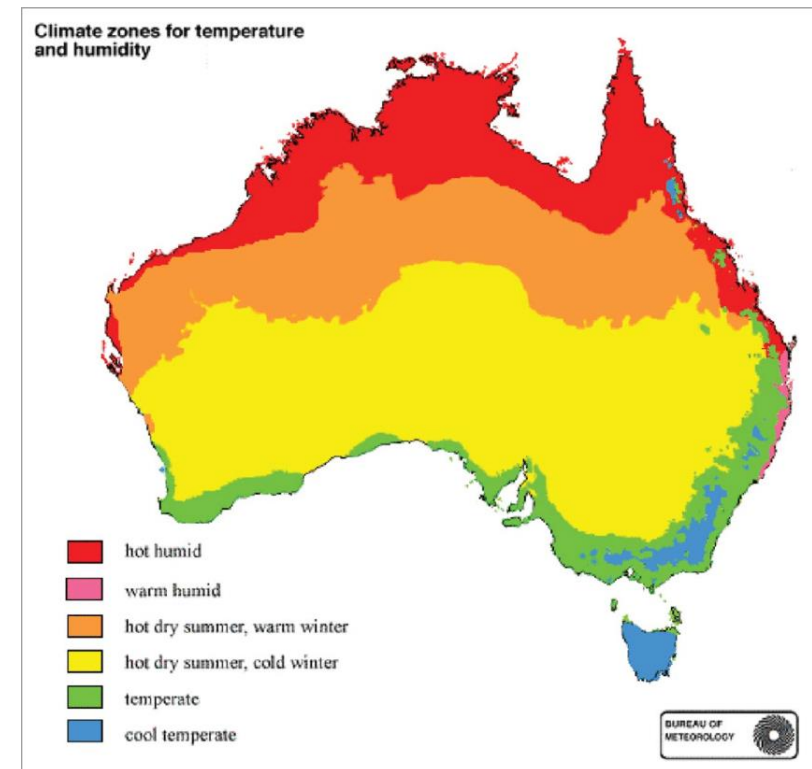 Climate zones for temperature
and humidity
hot humid
warm humid
hot dry summer, warm winter
hot dry summer, cold winter
temperate
cool temperate
BUREAU OF
METEOROLOGY